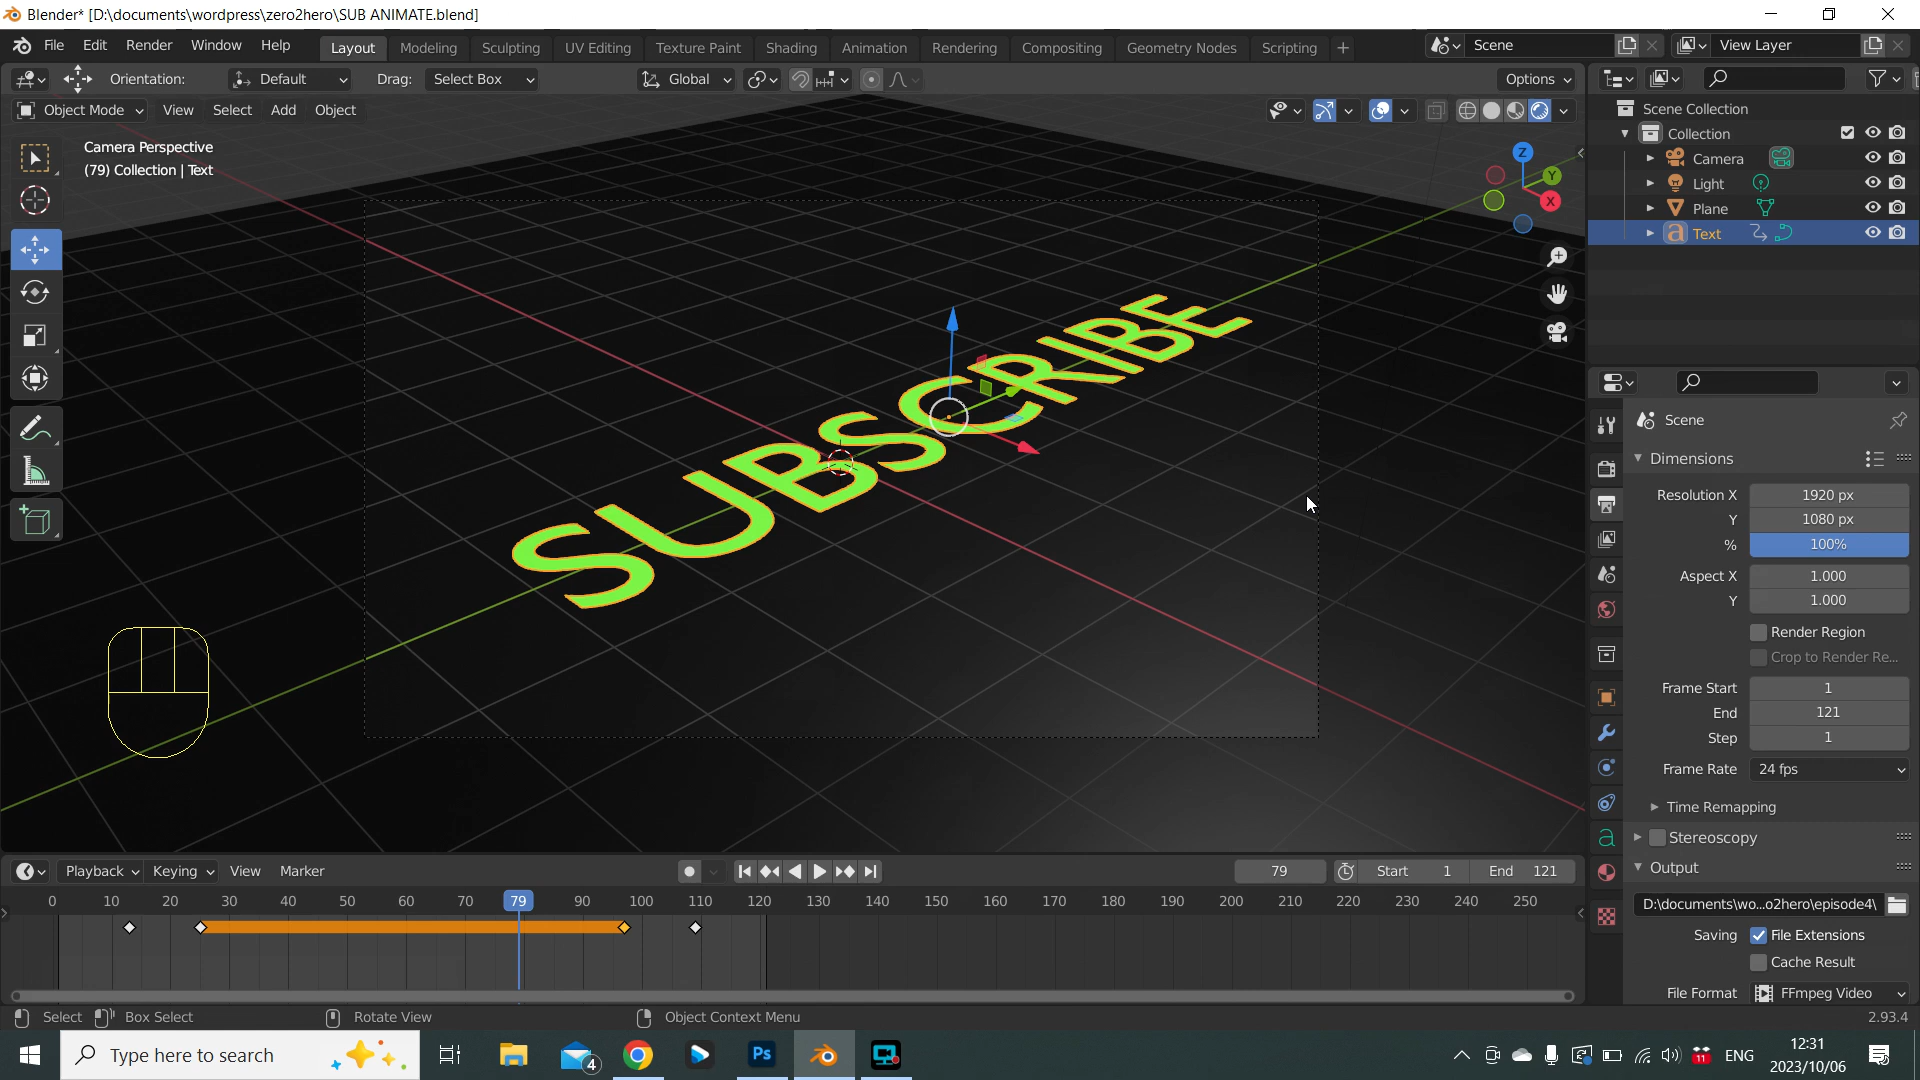 Blender* [D:\documents\wordpress\zero2hero\SUB ANIMATE.blend]
File Edit Render Window Help Layout Modeling Sculpting UV Editing Texture Paint Shading Animation Rendering Compositing Geometry Nodes Scripting + Scene View Layer
Orientation: Default Drag: Select Box Global Options
Object Mode View Select Add Object
Camera Perspective
(79) Collection | Text
Z
Y
X
SUBSCRIBE
Scene Collection
Collection
Camera
Light
Plane
Text
Scene
Dimensions
Resolution X 1920 px
Y 1080 px
% 100%
Aspect X 1.000
Y 1.000
Render Region
Crop to Render Re...
Frame Start 1
End 121
Step 1
Frame Rate 24 fps
Time Remapping
Stereoscopy
Output
D:\documents\wo...o2hero\episode4\
Saving File Extensions
Cache Result
File Format FFmpeg Video
Playback Keying View Marker 79 Start 1 End 121
0 10 20 30 40 50 60 70 79 90 100 110 120 130 140 150 160 170 180 190 200 210 220 230 240 250
Select Box Select Rotate View Object Context Menu 2.93.4
Type here to search 4 Ps 11 ENG 12:31
2023/10/06